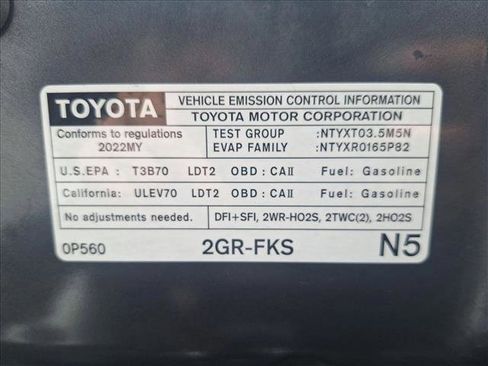 TOYOTA VEHICLE EMISSION CONTROL INFORMATION
TOYOTA MOTOR CORPORATION
Conforms to regulations 2022MY
TEST GROUP :NTYXT03.5M5N
EVAP FAMILY :NTYXR0165P82
U.S.EPA : T3B70 LDT2 OBD : CAII Fuel: Gasoline
California: ULEV70 LDT2 OBD : CAII Fuel: Gasoline
No adjustments needed. DFI+SFI, 2WR-HO2S, 2TWC(2), 2HO2S
0P560 2GR-FKS N5